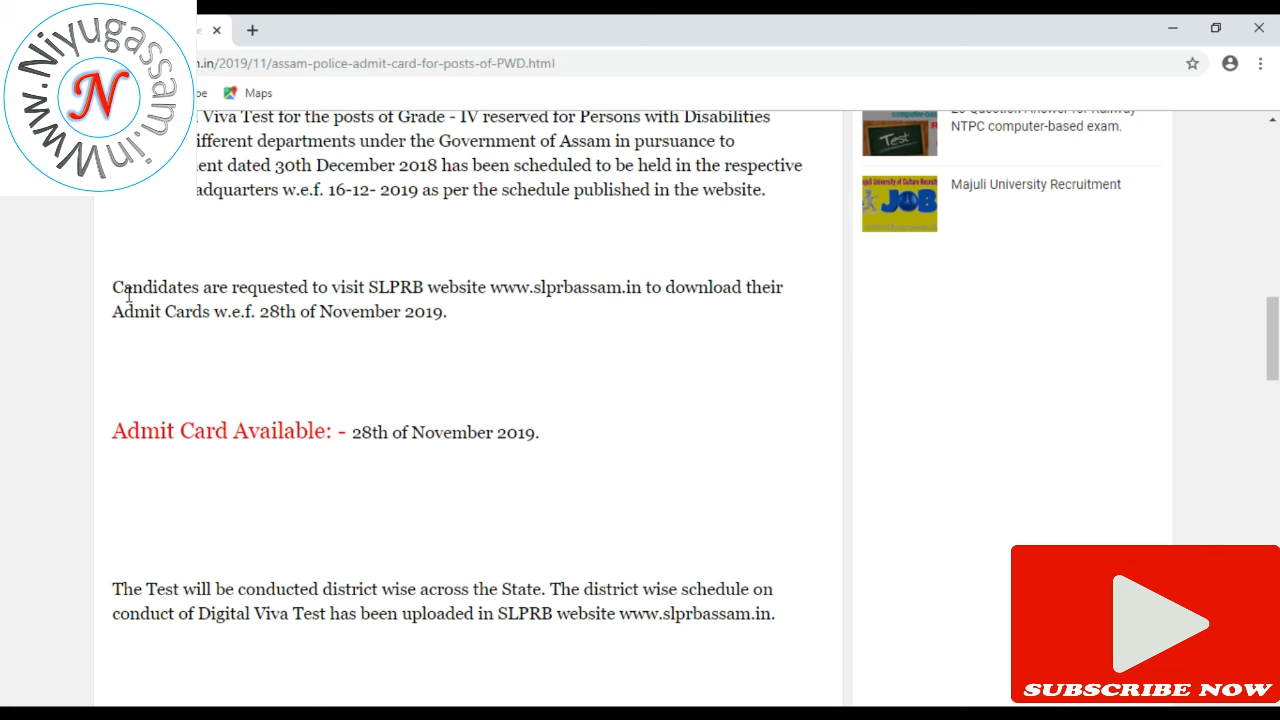 www.Niyugassam.in
N
n.in/2019/11/assam-police-admit-card-for-posts-of-PWD.html
Maps
Viva Test for the posts of Grade - IV reserved for Persons with Disabilities
ifferent departments under the Government of Assam in pursuance to
ent dated 30th December 2018 has been scheduled to be held in the respective
adquarters w.e.f. 16-12- 2019 as per the schedule published in the website.
Candidates are requested to visit SLPRB website www.slprbassam.in to download their
Admit Cards w.e.f. 28th of November 2019.
Admit Card Available: - 28th of November 2019.
The Test will be conducted district wise across the State. The district wise schedule on
conduct of Digital Viva Test has been uploaded in SLPRB website www.slprbassam.in.
Test
NTPC computer-based exam.
JOB
Majuli University Recruitment
SUBSCRIBE NOW